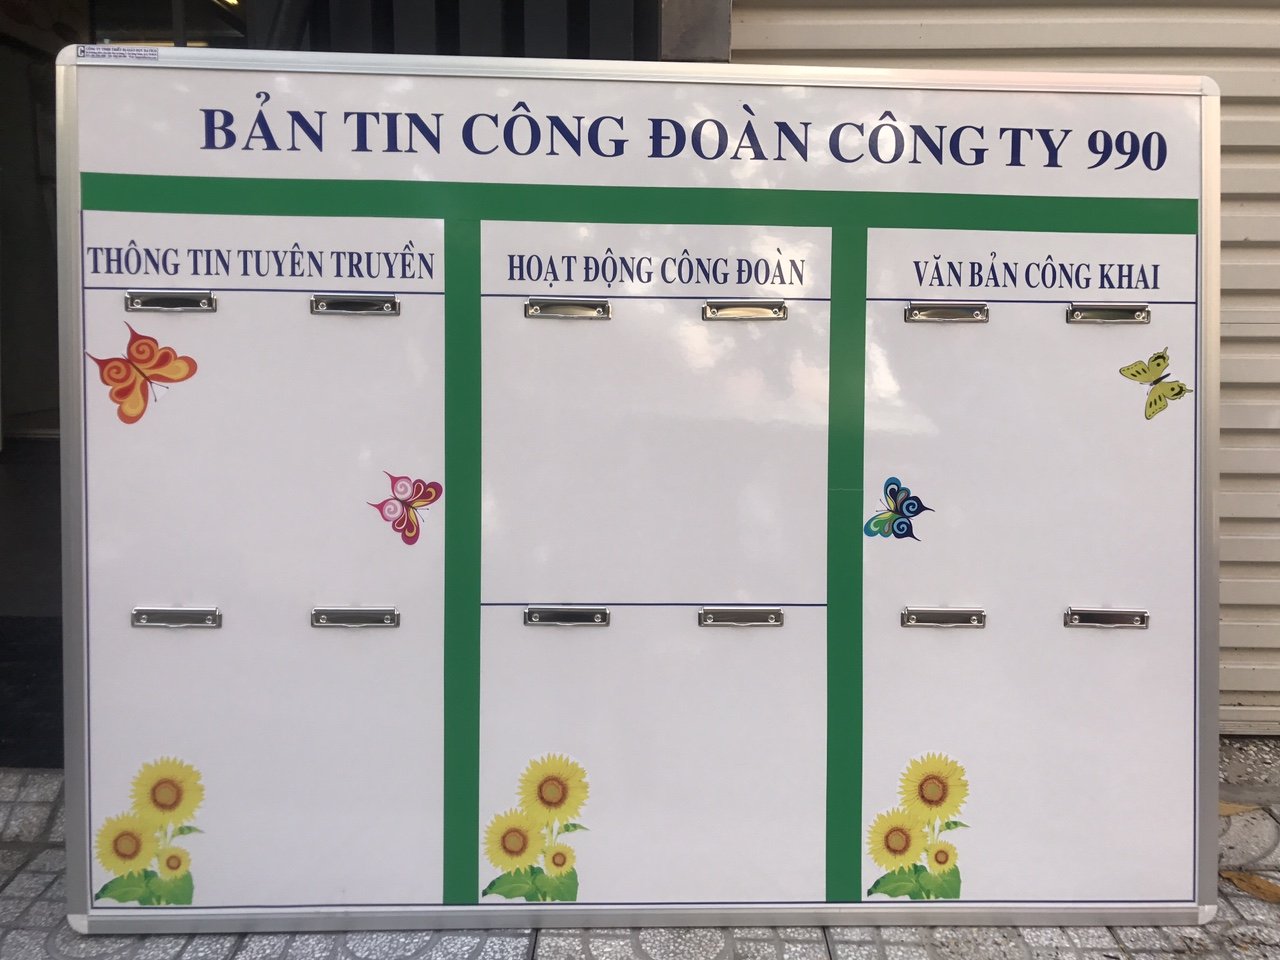 BẢN TIN CÔNG ĐOÀN CÔNG TY 990
THÔNG TIN TUYÊN TRUYỀN
HOẠT ĐỘNG CÔNG ĐOÀN
VĂN BẢN CÔNG KHAI